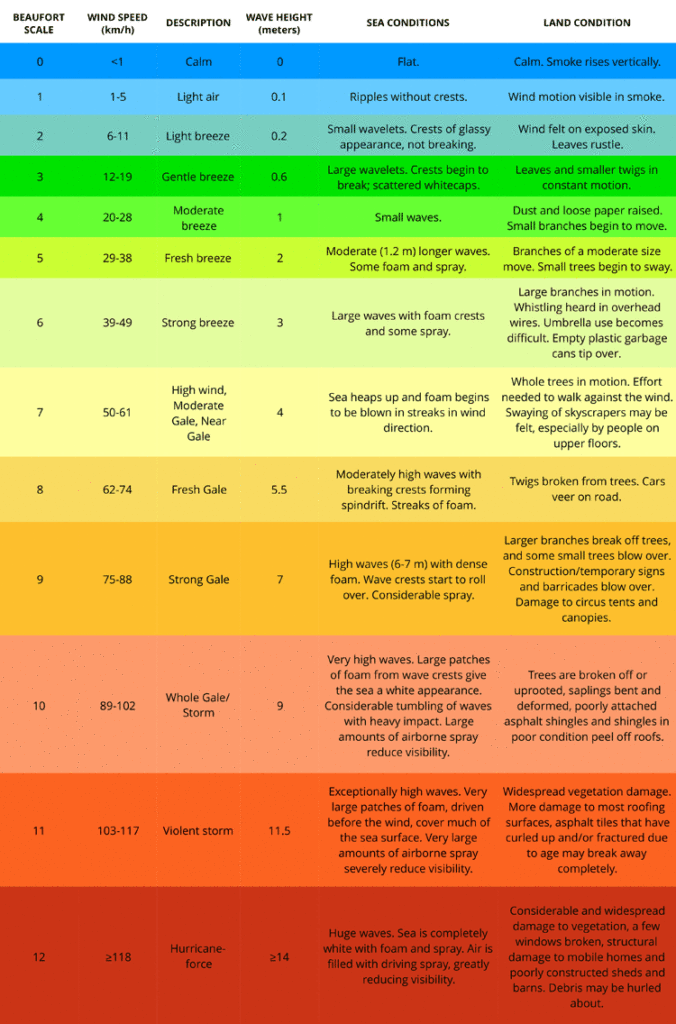 BEAUFORT SCALE WIND SPEED (km/h) DESCRIPTION WAVE HEIGHT (meters) SEA CONDITIONS LAND CONDITION
0 <1 Calm 0 Flat. Calm. Smoke rises vertically.
1 1-5 Light air 0.1 Ripples without crests. Wind motion visible in smoke.
2 6-11 Light breeze 0.2
Small wavelets. Crests of glassy
appearance, not breaking.
Wind felt on exposed skin.
Leaves rustle.
3 12-19 Gentle breeze 0.6
Large wavelets. Crests begin to
break; scattered whitecaps.
Leaves and smaller twigs in
constant motion.
4 20-28
Moderate
breeze
1 Small waves.
Dust and loose paper raised.
Small branches begin to move.
5 29-38 Fresh breeze 2
Moderate (1.2 m) longer waves.
Some foam and spray.
Branches of a moderate size
move. Small trees begin to sway.
6 39-49 Strong breeze 3
Large waves with foam crests
and some spray.
Large branches in motion.
Whistling heard in overhead
wires. Umbrella use becomes
difficult. Empty plastic garbage
cans tip over.
7 50-61
High wind,
Moderate
Gale, Near
Gale
4
Sea heaps up and foam begins
to be blown in streaks in wind
direction.
Whole trees in motion. Effort
needed to walk against the wind.
Swaying of skyscrapers may be
felt, especially by people on
upper floors.
8 62-74 Fresh Gale 5.5
Moderately high waves with
breaking crests forming
spindrift. Streaks of foam.
Twigs broken from trees. Cars
veer on road.
9 75-88 Strong Gale 7
High waves (6-7 m) with dense
foam. Wave crests start to roll
over. Considerable spray.
Larger branches break off trees,
and some small trees blow over.
Construction/temporary signs
and barricades blow over.
Damage to circus tents and
canopies.
10 89-102
Whole Gale/
Storm
9
Very high waves. Large patches
of foam from wave crests give
the sea a white appearance.
Considerable tumbling of waves
with heavy impact. Large
amounts of airborne spray
reduce visibility.
Trees are broken off or
uprooted, saplings bent and
deformed, poorly attached
asphalt shingles and shingles in
poor condition peel off roofs.
11 103-117 Violent storm 11.5
Exceptionally high waves. Very
large patches of foam, driven
before the wind, cover much of
the sea surface. Very large
amounts of airborne spray
severely reduce visibility.
Widespread vegetation damage.
More damage to most roofing
surfaces, asphalt tiles that have
curled up and/or fractured due
to age may break away
completely.
12 ≥118
Hurricane-
force
≥14
Huge waves. Sea is completely
white with foam and spray. Air is
filled with driving spray, greatly
reducing visibility.
Considerable and widespread
damage to vegetation, a few
windows broken, structural
damage to mobile homes and
poorly constructed sheds and
barns. Debris may be hurled
about.